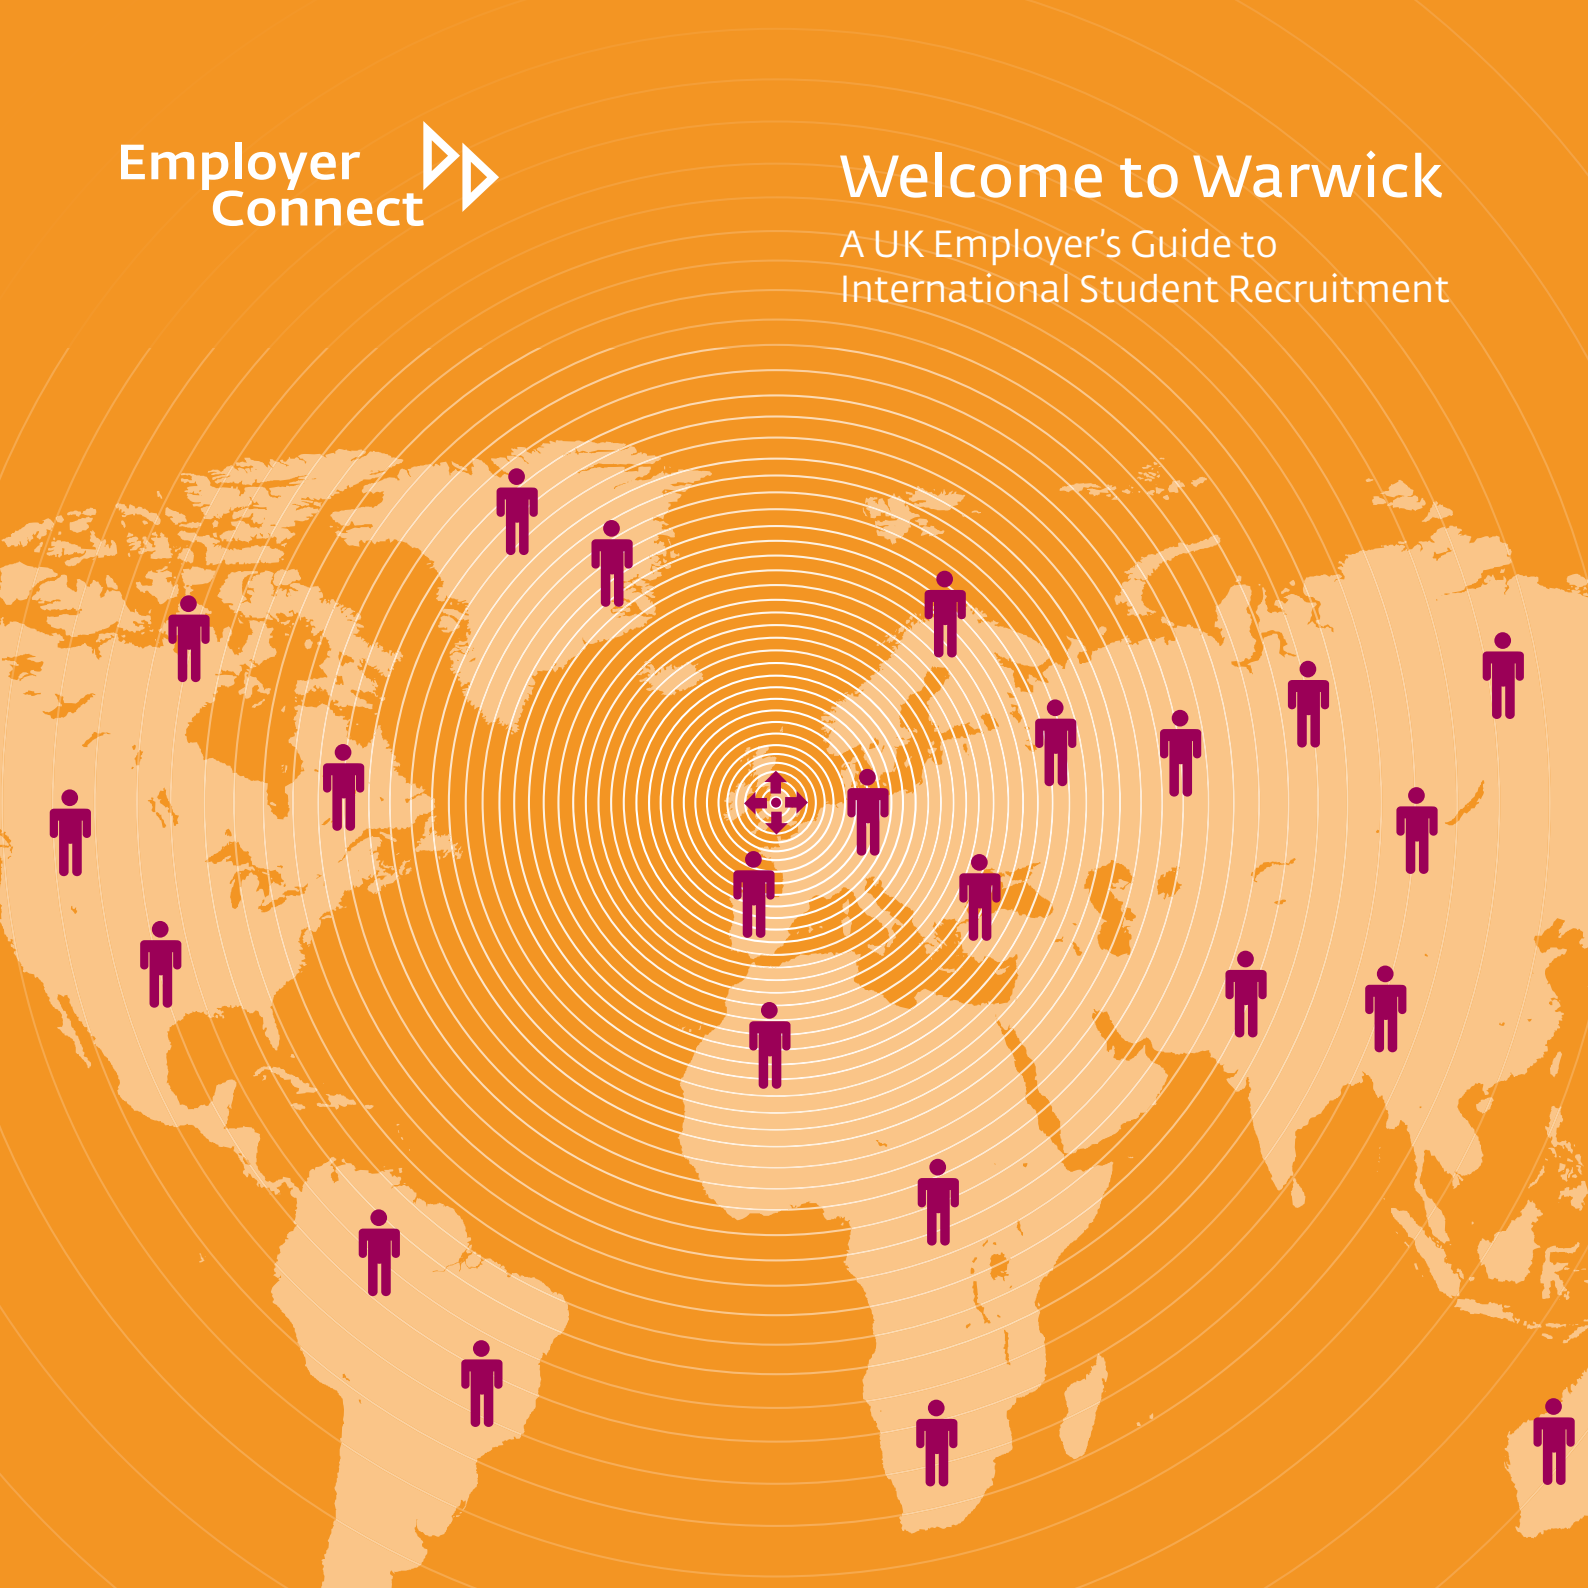 Employer
Connect
Welcome to Warwick
A UK Employer’s Guide to
International Student Recruitment